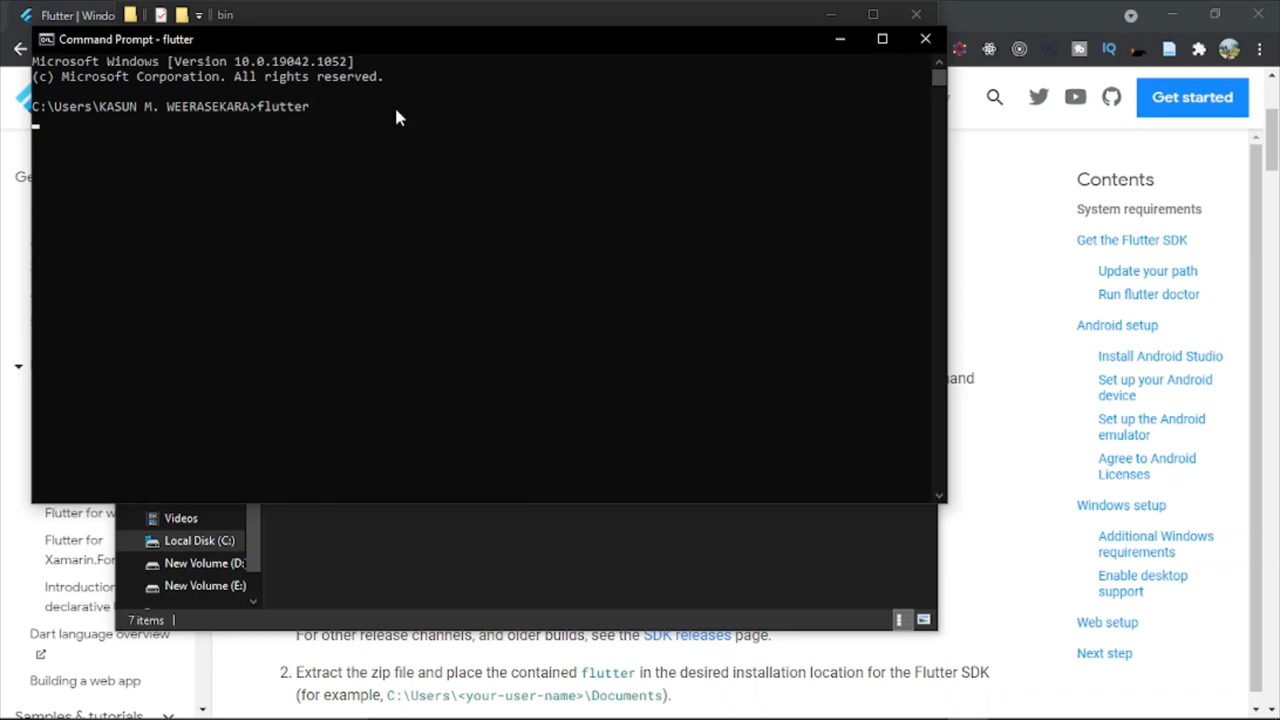 Flutter | Windo
bin
Command Prompt - flutter
Microsoft Windows [Version 10.0.19042.1052]
(c) Microsoft Corporation. All rights reserved.
C:\Users\KASUN M. WEERASEKARA>flutter
IQ
Get started
Ge
Contents
System requirements
Get the Flutter SDK
Update your path
Run flutter doctor
Android setup
Install Android Studio
Set up your Android
device
Set up the Android
emulator
Agree to Android
Licenses
Windows setup
Additional Windows
requirements
Enable desktop
support
Web setup
Next step
and
Flutter for w
Flutter for
Xamarin.For
Introduction
declarative
Dart language overview
Building a web app
Samples & tutorials
Videos
Local Disk (C:)
New Volume (D:
New Volume (E:)
7 items
For other release channels, and older builds, see the SDK releases page.
2. Extract the zip file and place the contained flutter in the desired installation location for the Flutter SDK
(for example, C:\Users\<your-user-name>\Documents).